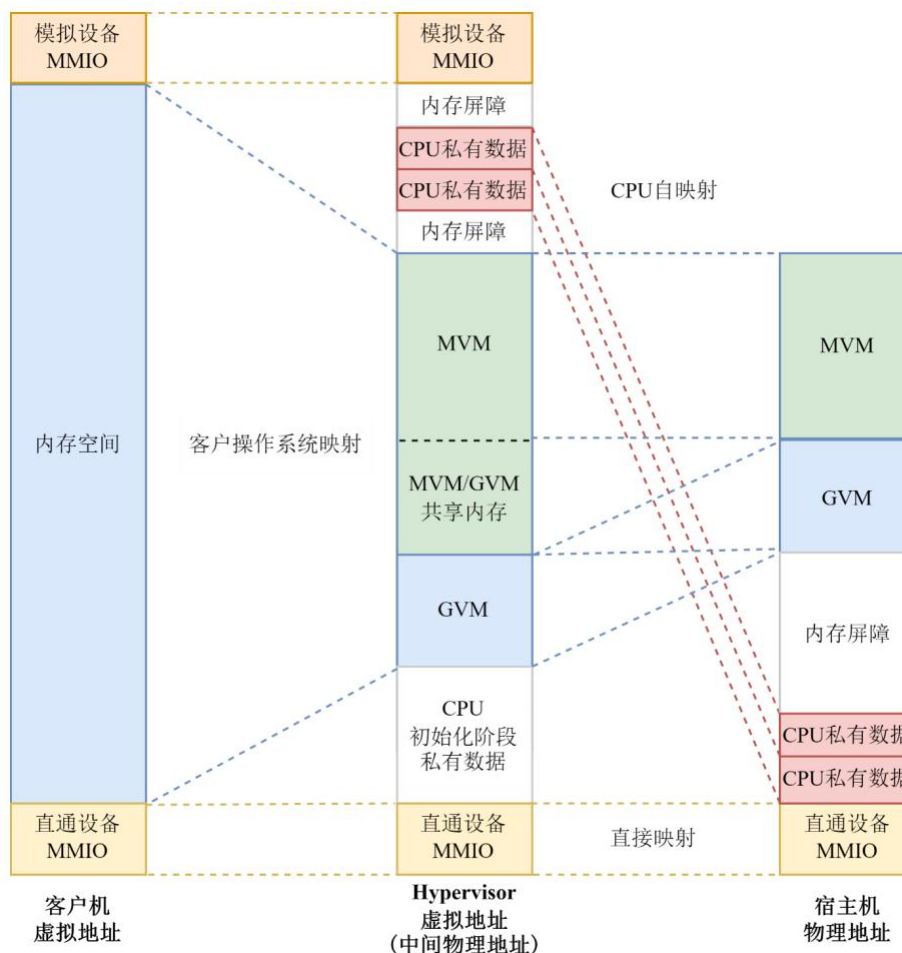 模拟设备
MMIO
内存空间
直通设备
MMIO
客户机
虚拟地址
客户操作系统映射
模拟设备
MMIO
内存屏障
CPU私有数据
CPU私有数据
内存屏障
MVM
MVM/GVM
共享内存
GVM
CPU
初始化阶段
私有数据
直通设备
MMIO
Hypervisor
虚拟地址
（中间物理地址）
CPU自映射
直接映射
MVM
GVM
内存屏障
CPU私有数据
CPU私有数据
直通设备
MMIO
宿主机
物理地址